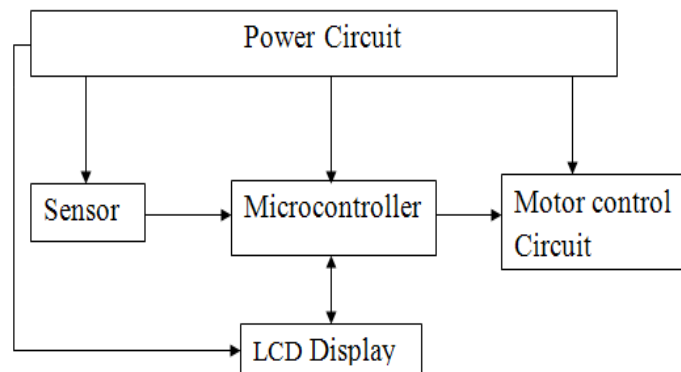 Power Circuit
Sensor
Microcontroller
Motor control
Circuit
LCD Display